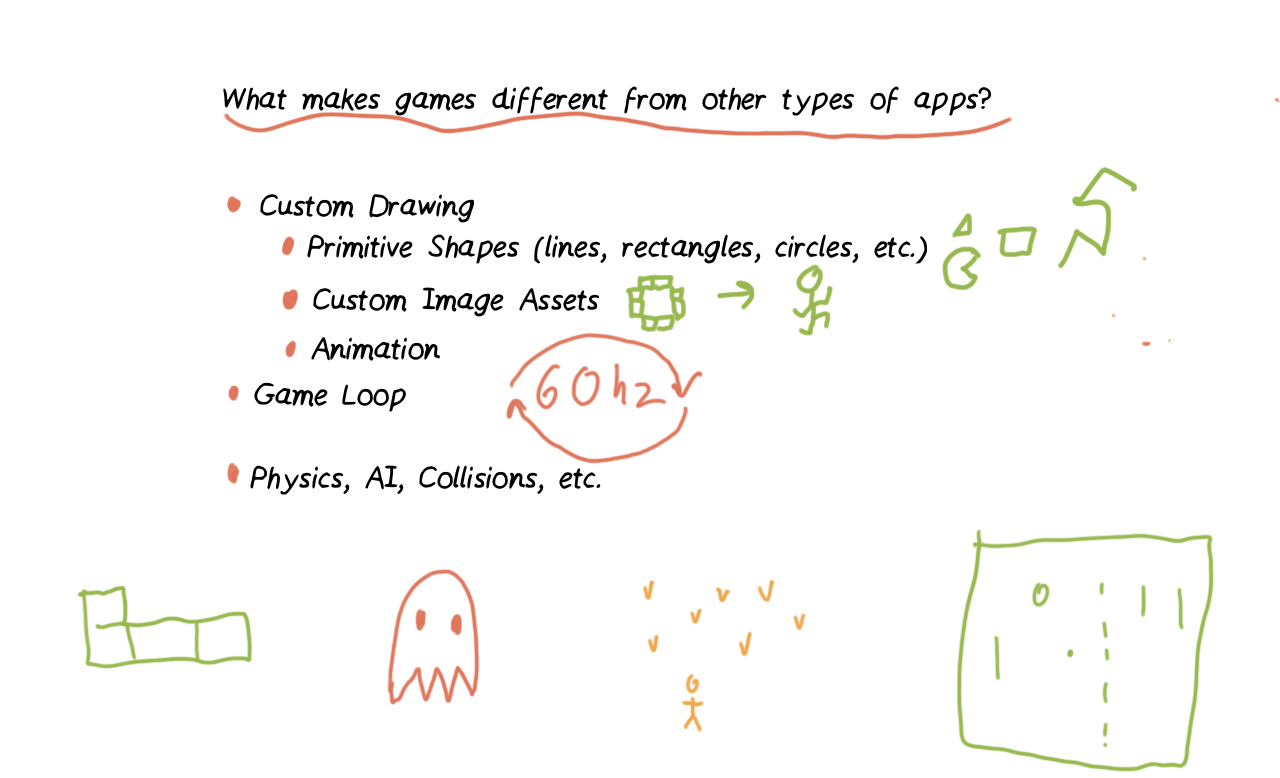 What makes games different from other types of apps?
Custom Drawing
Primitive Shapes (lines, rectangles, circles, etc.)
Custom Image Assets
Animation
Game Loop
60hz
Physics, AI, Collisions, etc.
0 1